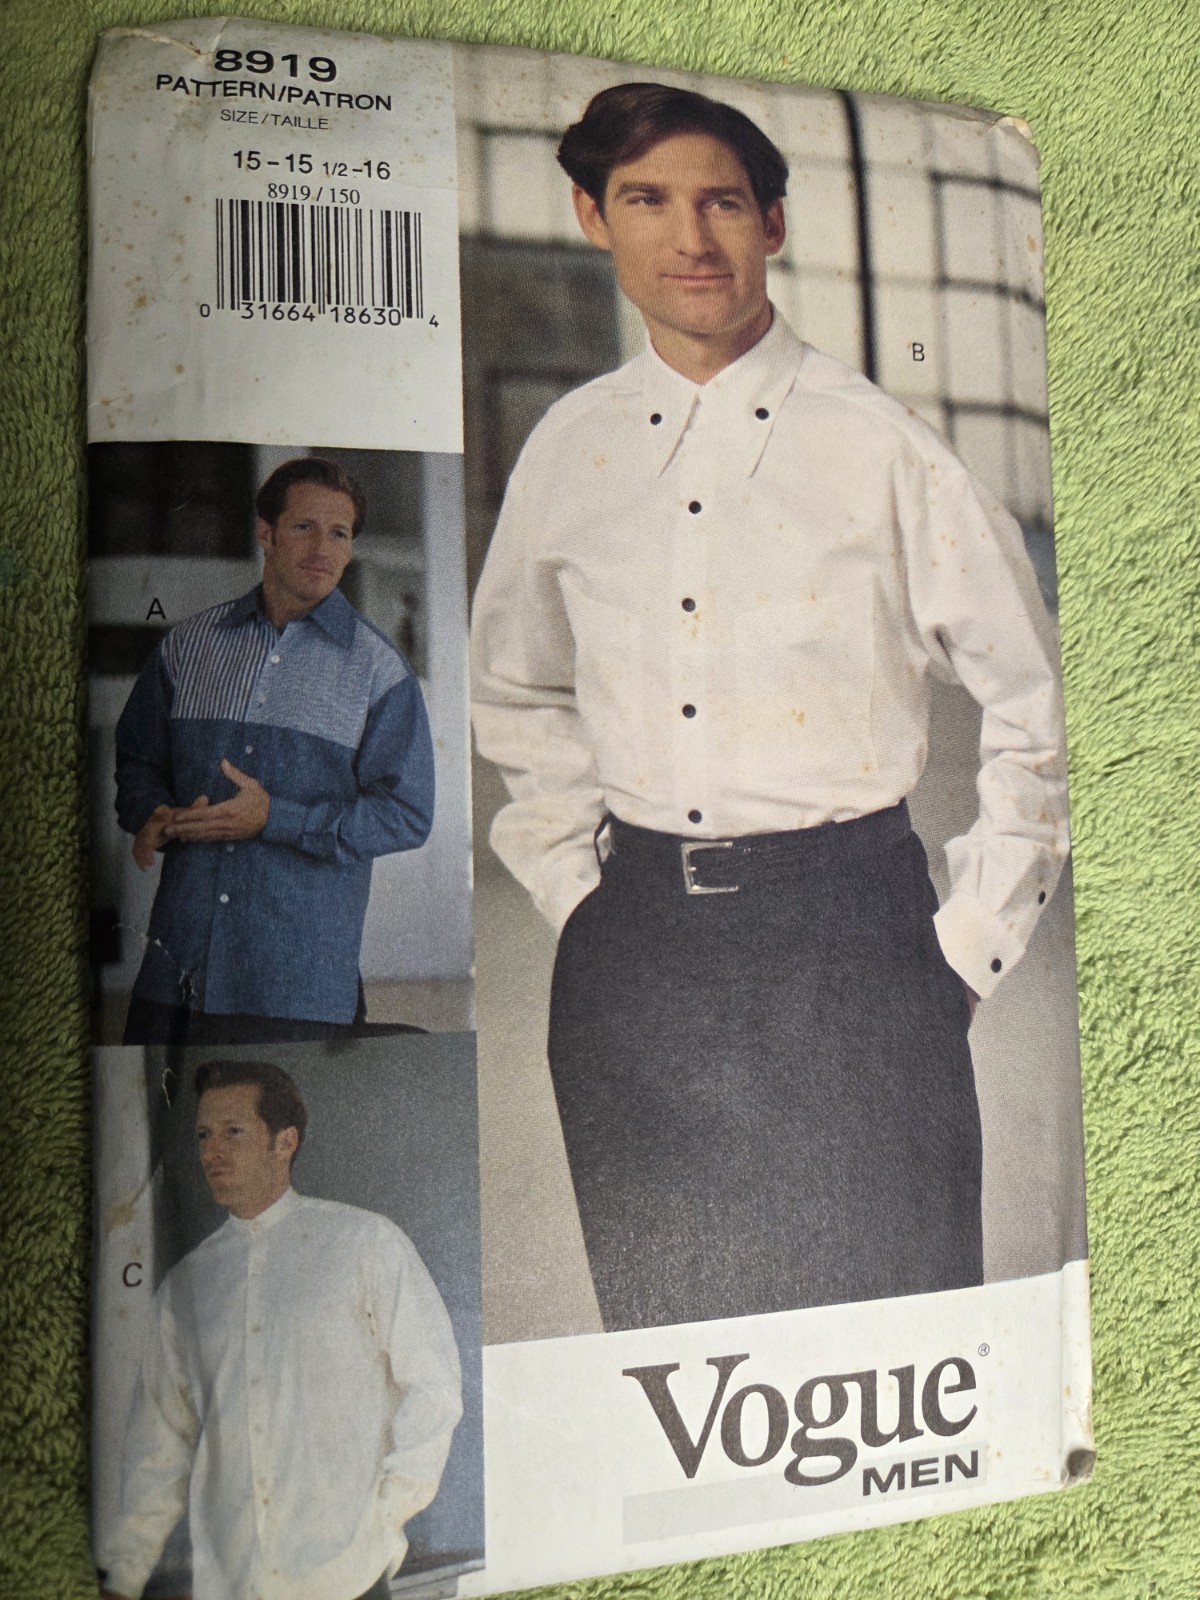 8919
PATTERN/PATRON
SIZE/TAILLE
15-15 1/2-16
8919/150
0 31664 18630 4
B
A
C
Vogue®
MEN